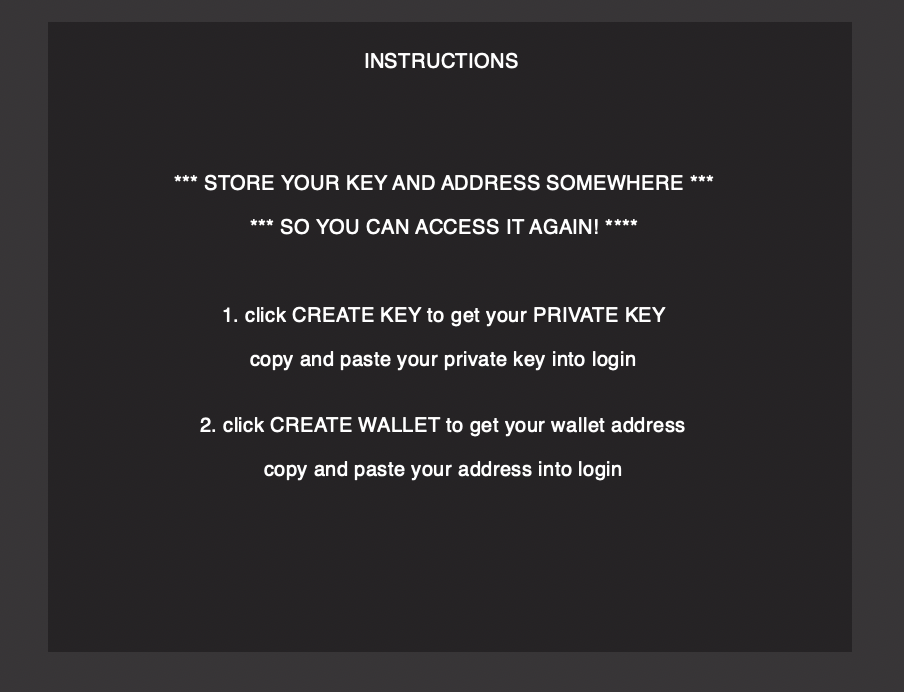 INSTRUCTIONS
*** STORE YOUR KEY AND ADDRESS SOMEWHERE ***
*** SO YOU CAN ACCESS IT AGAIN! ****
1. click CREATE KEY to get your PRIVATE KEY
copy and paste your private key into login
2. click CREATE WALLET to get your wallet address
copy and paste your address into login